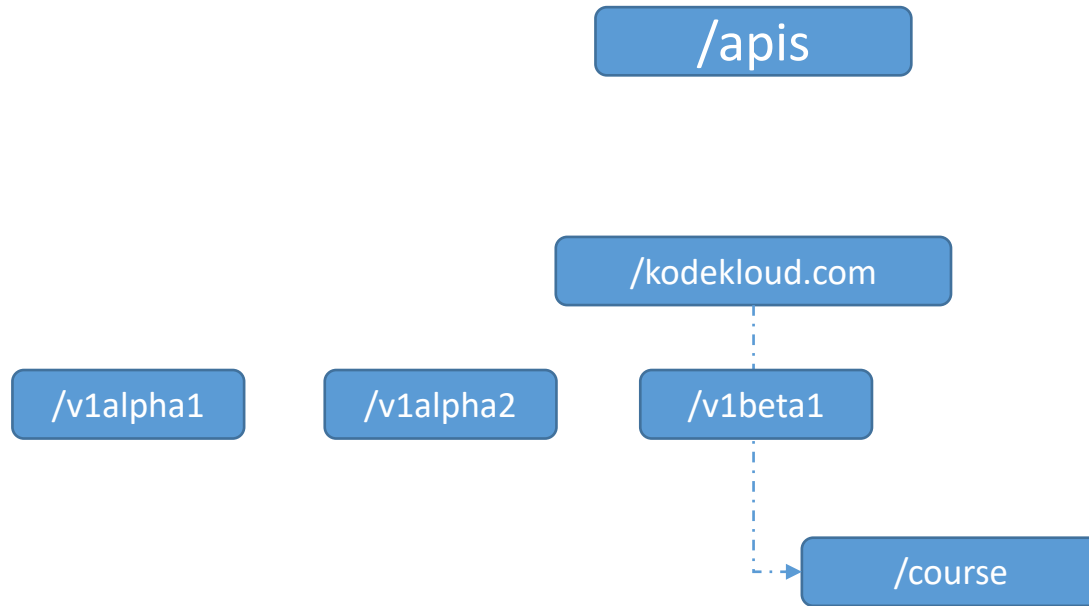 /apis
/kodekloud.com
/v1alpha1
/v1alpha2
/v1beta1
/course